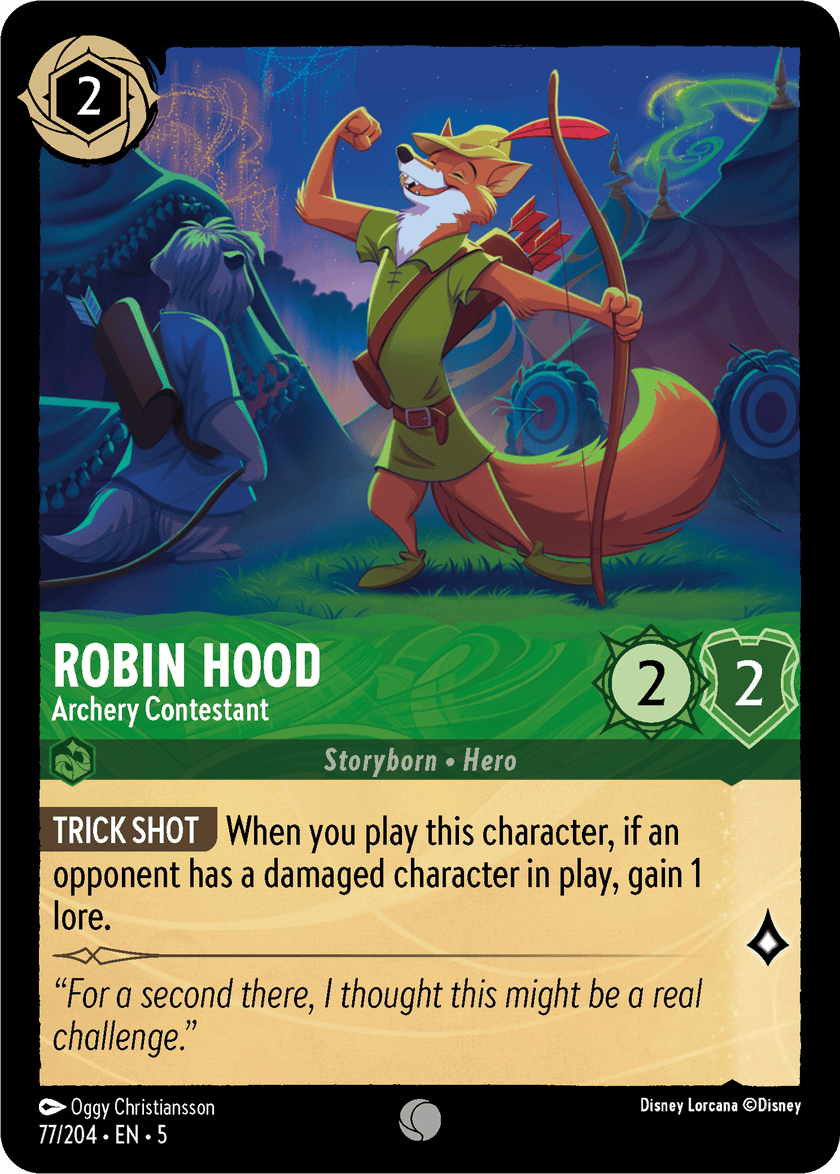 2
ROBIN HOOD
Archery Contestant
2
2
Storyborn • Hero
TRICK SHOT When you play this character, if an
opponent has a damaged character in play, gain 1
lore.
“For a second there, I thought this might be a real
challenge.”
Oggy Christiansson
77/204 • EN • 5
Disney Lorcana ©Disney